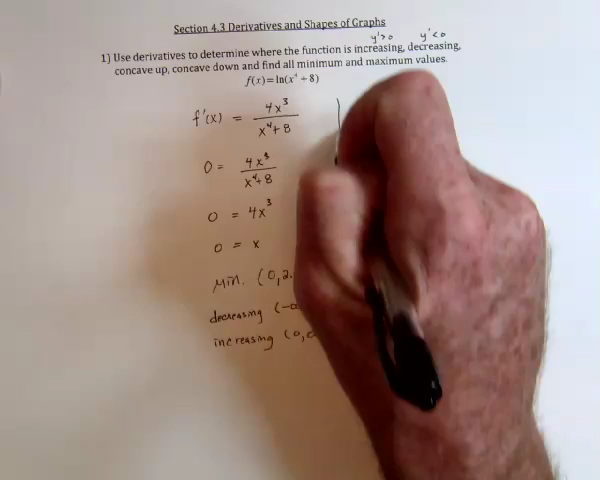 Section 4.3 Derivatives and Shapes of Graphs
y'>0 y'<0
1) Use derivatives to determine where the function is increasing, decreasing,
concave up, concave down and find all minimum and maximum values.
f(x)=ln(x⁴+8)
f'(x) = 4x³/(x⁴+8)
0 = 4x³/(x⁴+8)
0 = 4x³
0 = x
Min. (0,2.
decreasing (-
increasing (0,